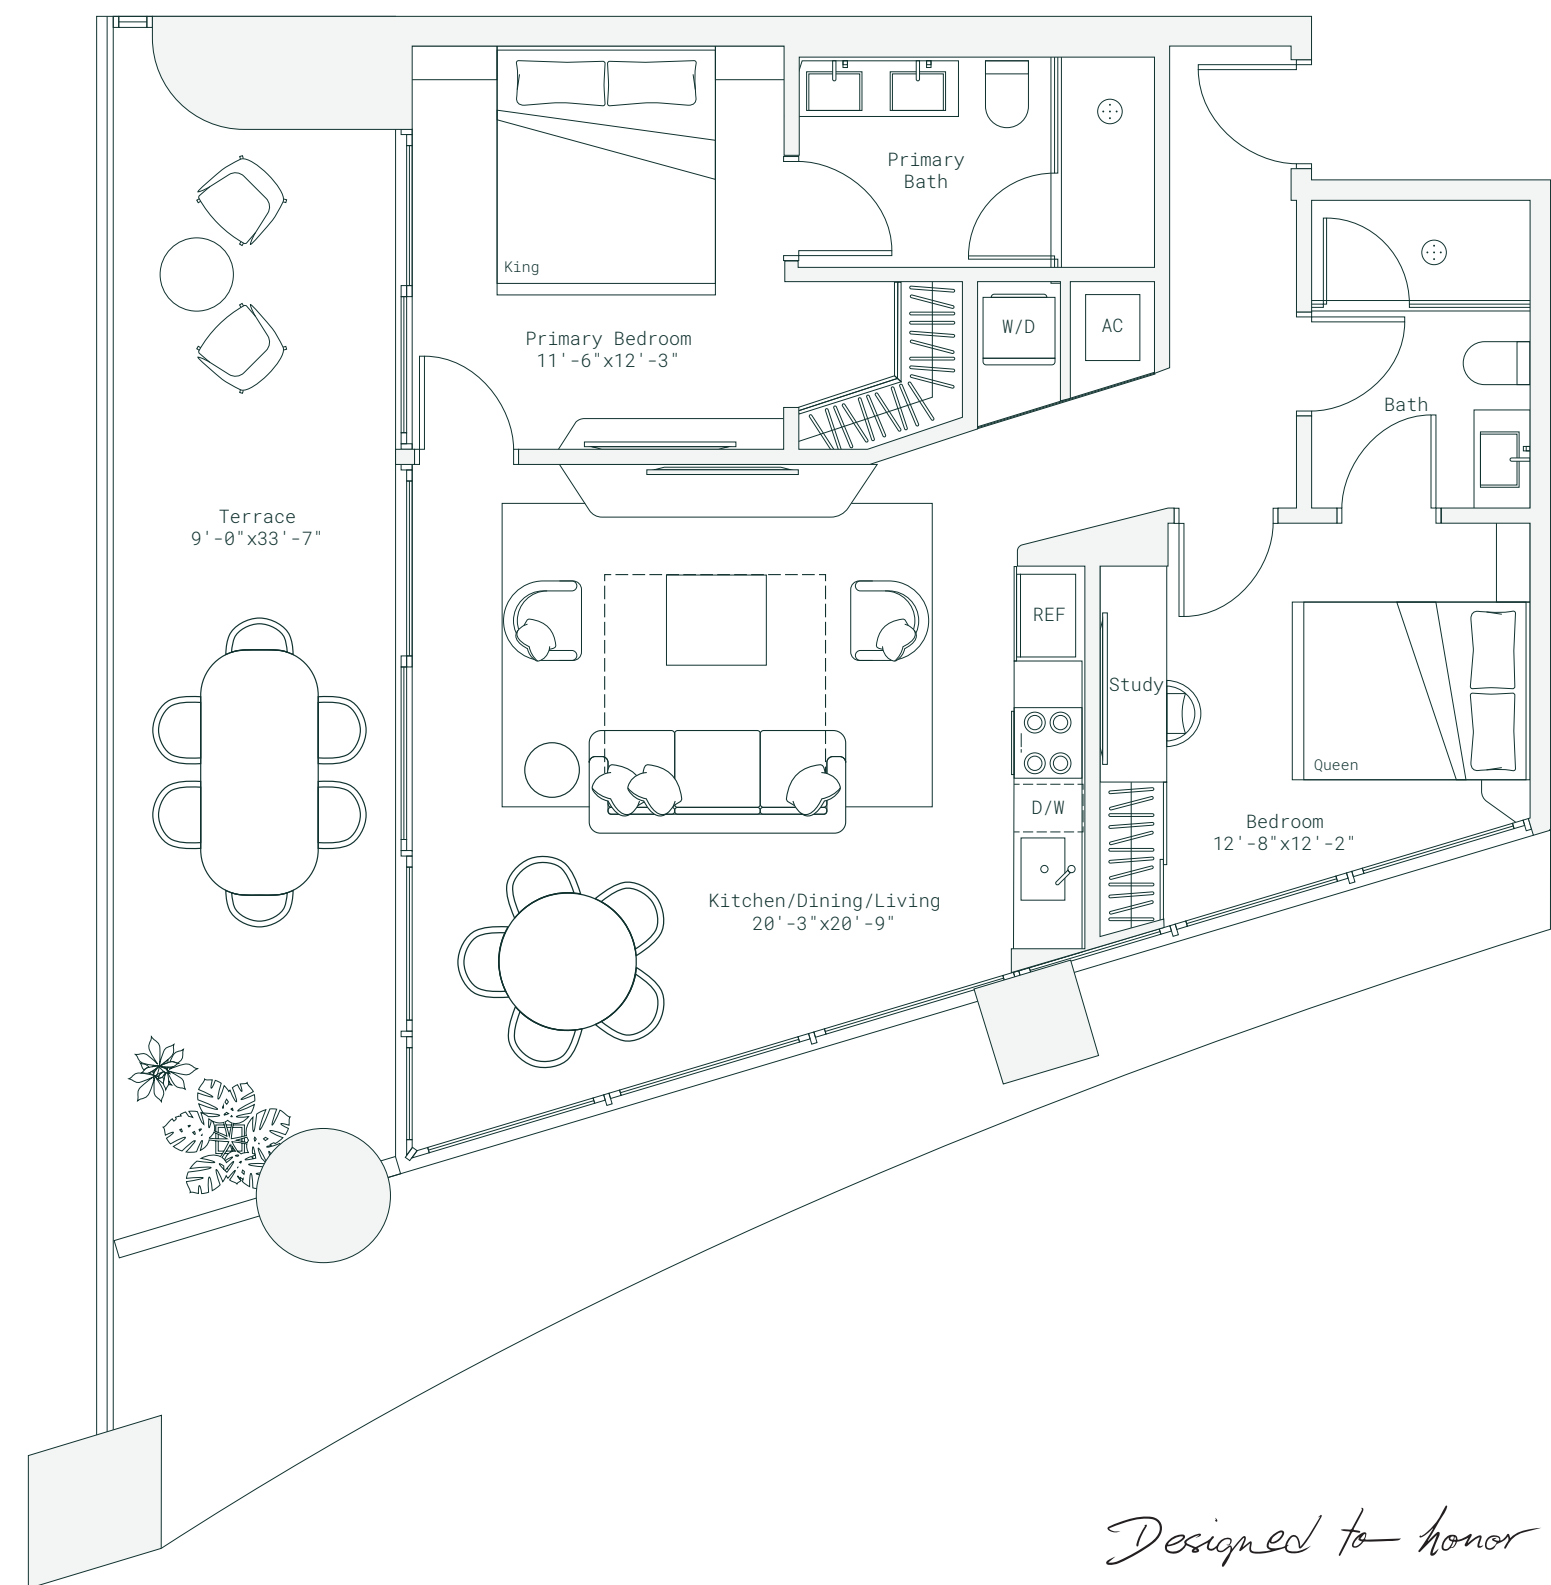 Primary
Bath
King
W/D
AC
Primary Bedroom
11'-6"x12'-3"
Bath
Terrace
9'-0"x33'-7"
REF
Study
Queen
D/W
Bedroom
12'-8"x12'-2"
Kitchen/Dining/Living
20'-3"x20'-9"
Designed to honor